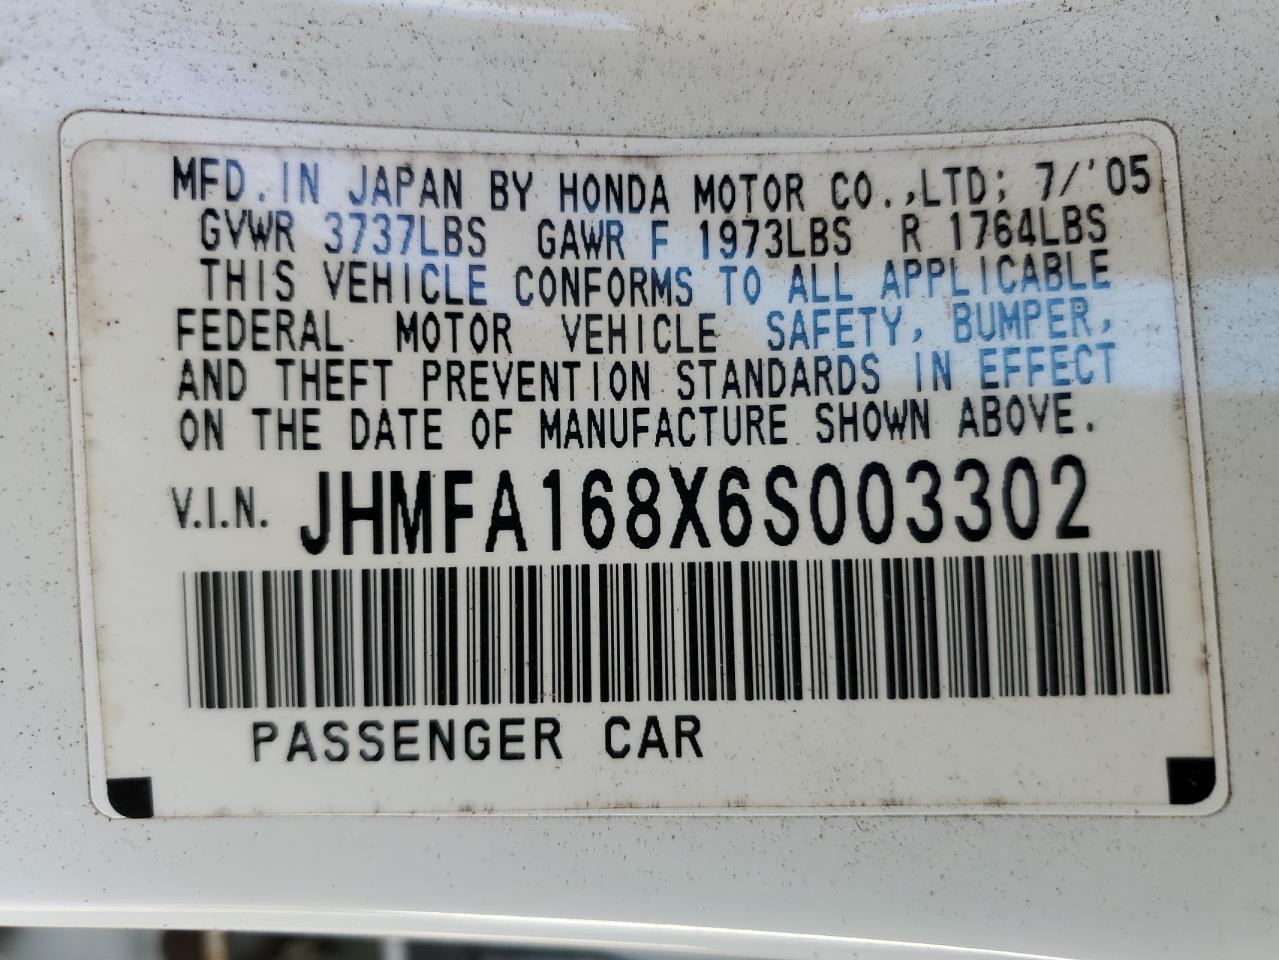 MFD. IN JAPAN BY HONDA MOTOR CO.,LTD; 7/'05
GVWR 3737LBS GAWR F 1973LBS R 1764LBS
THIS VEHICLE CONFORMS TO ALL APPLICABLE
FEDERAL MOTOR VEHICLE SAFETY, BUMPER,
AND THEFT PREVENTION STANDARDS IN EFFECT
ON THE DATE OF MANUFACTURE SHOWN ABOVE.
V.I.N. JHMFA168X6S003302
PASSENGER CAR